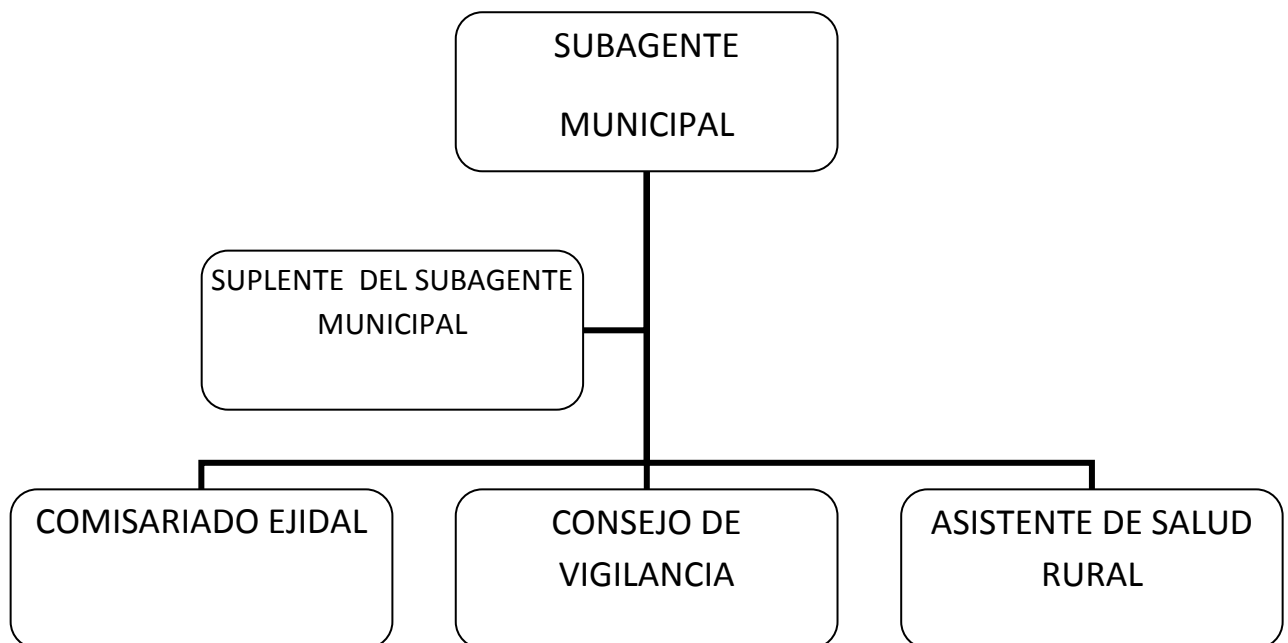 SUBAGENTE
MUNICIPAL
SUPLENTE  DEL SUBAGENTE
MUNICIPAL
COMISARIADO EJIDAL
CONSEJO DE
VIGILANCIA
ASISTENTE DE SALUD
RURAL